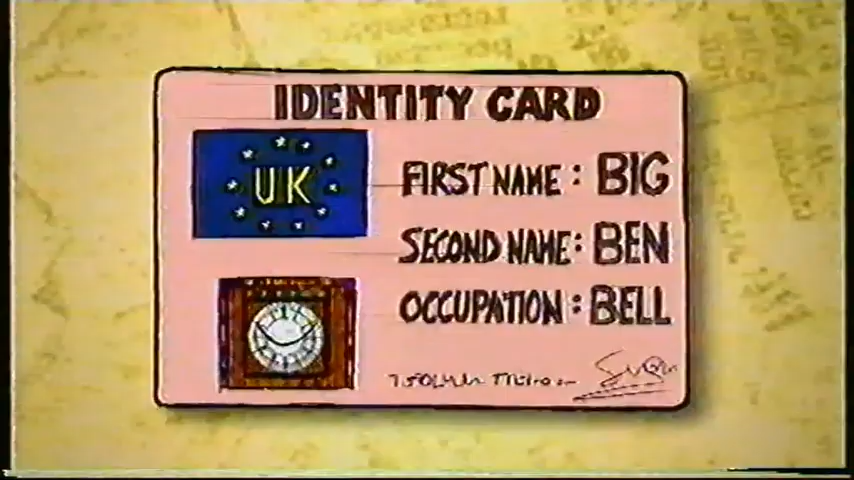 IDENTITY CARD
UK
FIRST NAME: BIG
SECOND NAME: BEN
OCCUPATION: BELL